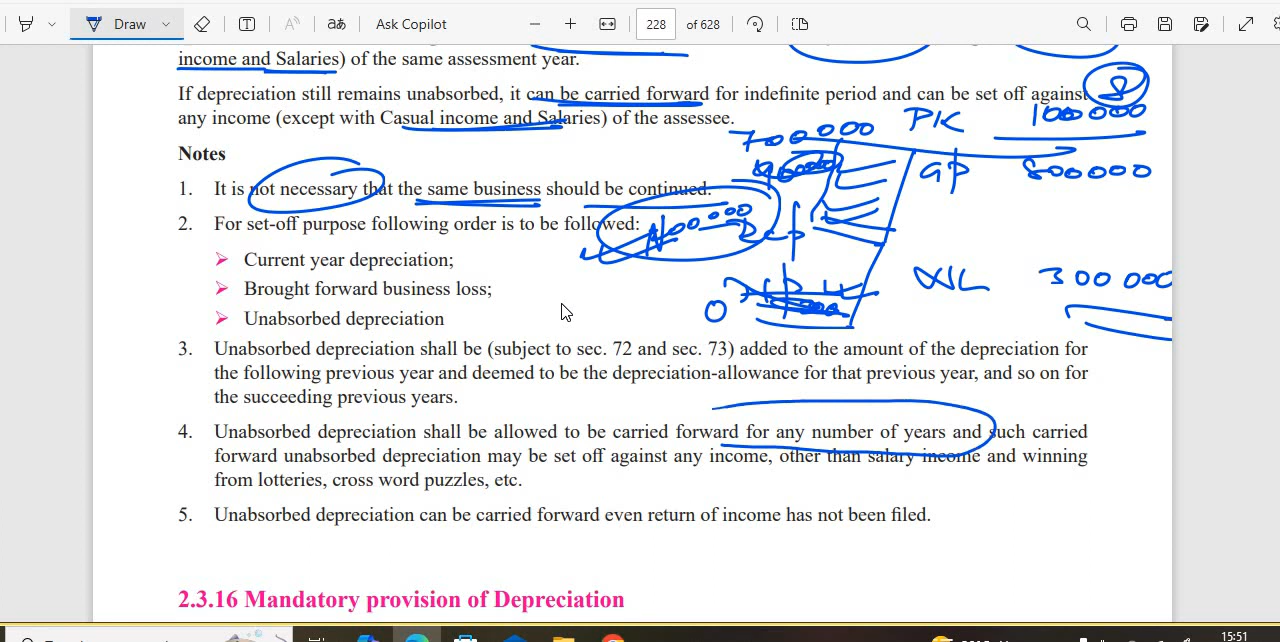 Draw
Ask Copilot
228 of 628
income and Salaries) of the same assessment year.
If depreciation still remains unabsorbed, it can be carried forward for indefinite period and can be set off against
any income (except with Casual income and Salaries) of the assessee.
Notes
1. It is not necessary that the same business should be continued.
2. For set-off purpose following order is to be followed:
Current year depreciation;
Brought forward business loss;
Unabsorbed depreciation
3. Unabsorbed depreciation shall be (subject to sec. 72 and sec. 73) added to the amount of the depreciation for
the following previous year and deemed to be the depreciation-allowance for that previous year, and so on for
the succeeding previous years.
4. Unabsorbed depreciation shall be allowed to be carried forward for any number of years and such carried
forward unabsorbed depreciation may be set off against any income, other than salary income and winning
from lotteries, cross word puzzles, etc.
5. Unabsorbed depreciation can be carried forward even return of income has not been filed.
2.3.16 Mandatory provision of Depreciation
700000 100000
GP 800000
Dep
300 000
0
15:51